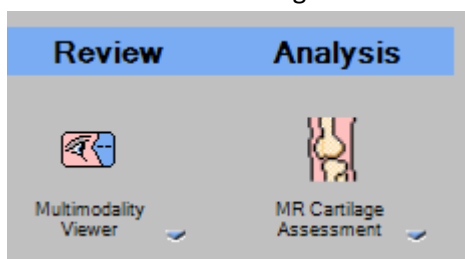 Review Analysis
Multimodality
Viewer
MR Cartilage
Assessment